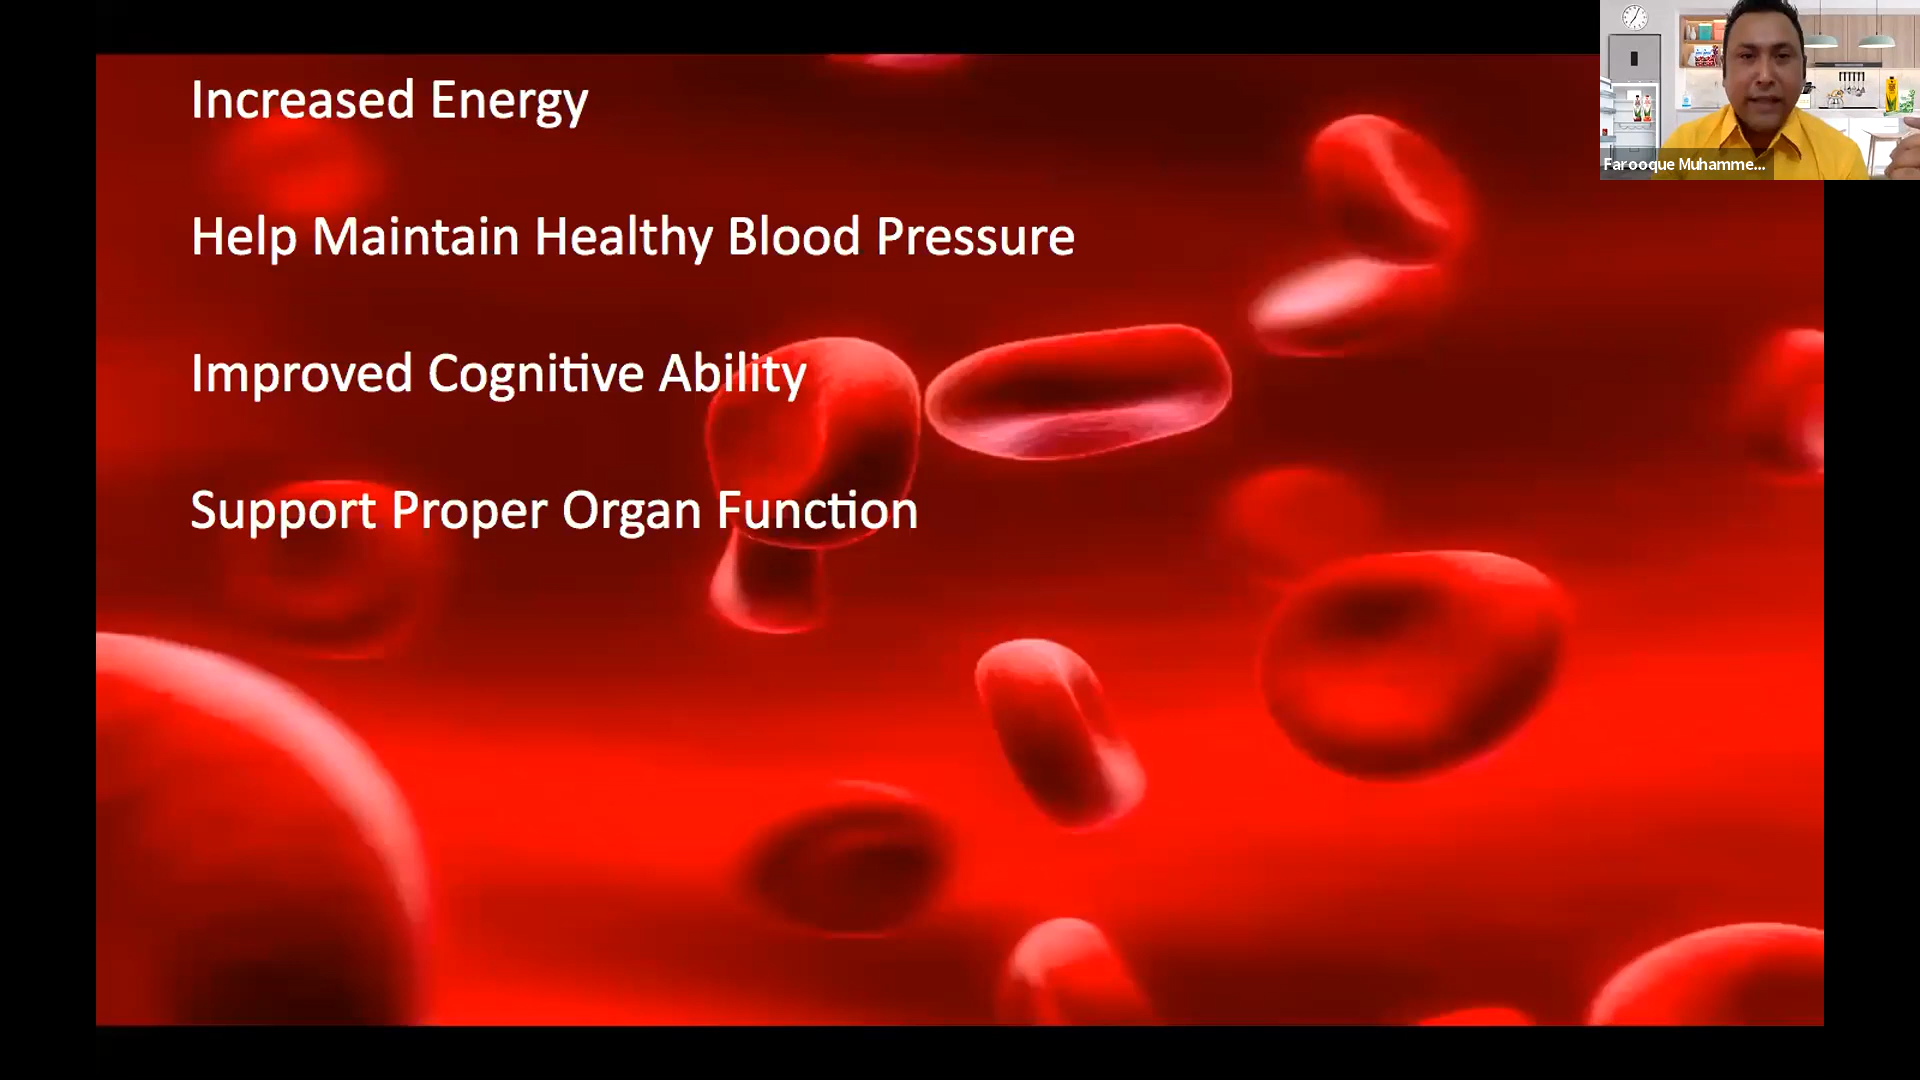 Increased Energy
Help Maintain Healthy Blood Pressure
Improved Cognitive Ability
Support Proper Organ Function
Farooque Muhamme...